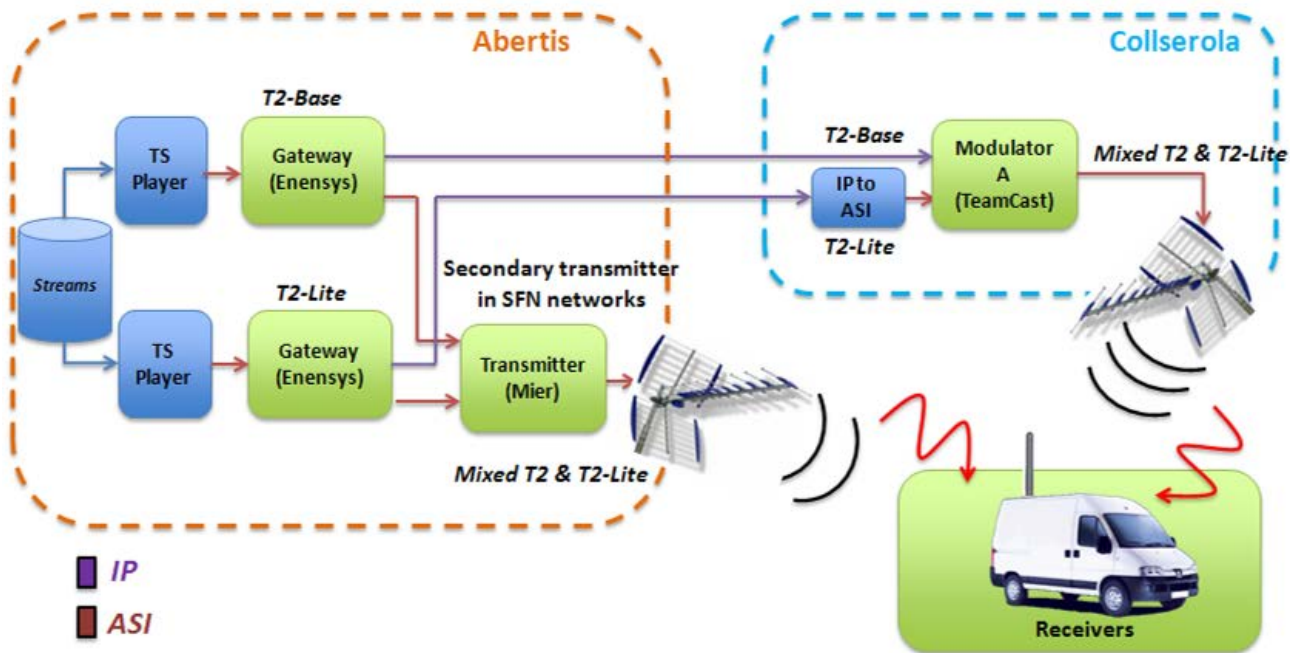 Abertis
Collserola
T2-Base
TS
Player
Gateway
(Enensys)
T2-Base
IP to
ASI
T2-Lite
Modulator
A
(TeamCast)
Mixed T2 & T2-Lite
Streams
Secondary transmitter
in SFN networks
T2-Lite
TS
Player
Gateway
(Enensys)
Transmitter
(Mier)
Mixed T2 & T2-Lite
IP
ASI
Receivers